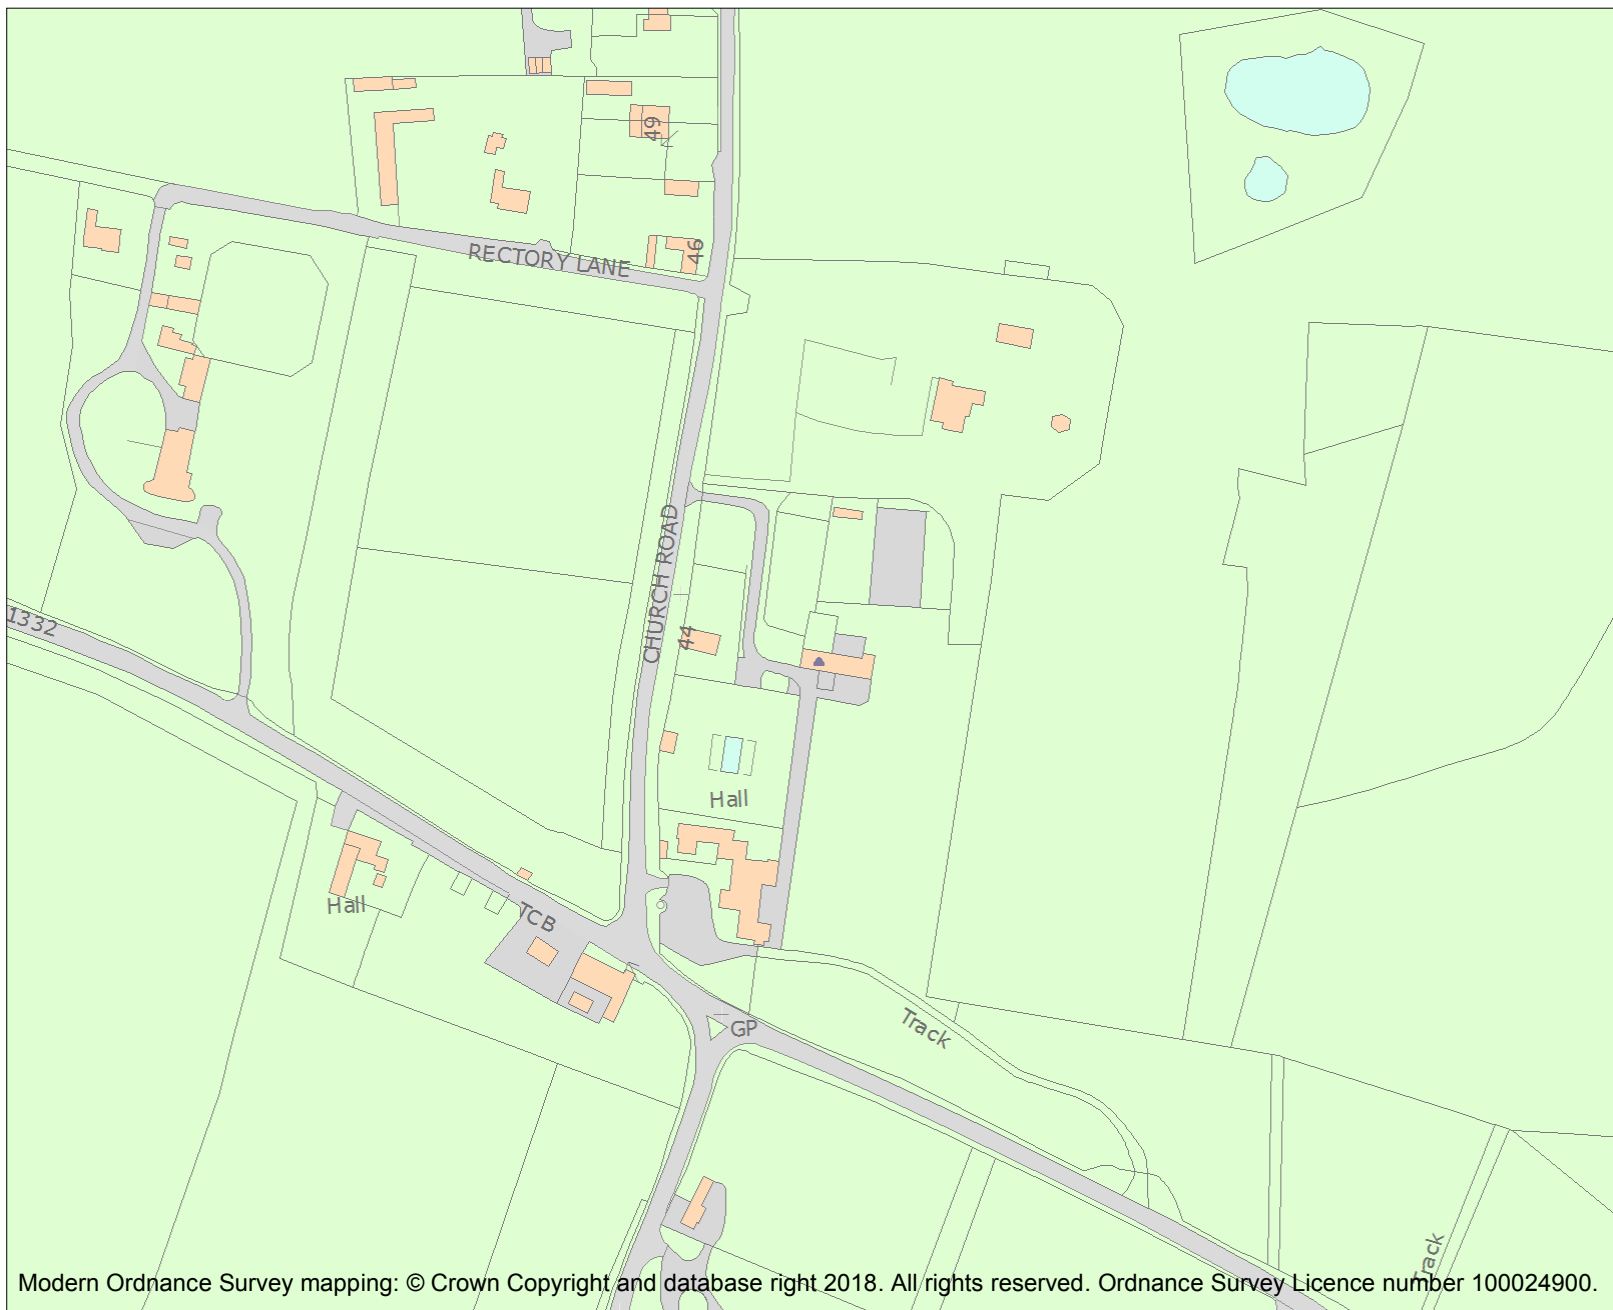 49
46
RECTORY LANE
CHURCH ROAD
44
1332
Hall
Hall
TCB
GP
Track
Track
Modern Ordnance Survey mapping: © Crown Copyright and database right 2018. All rights reserved. Ordnance Survey Licence number 100024900.